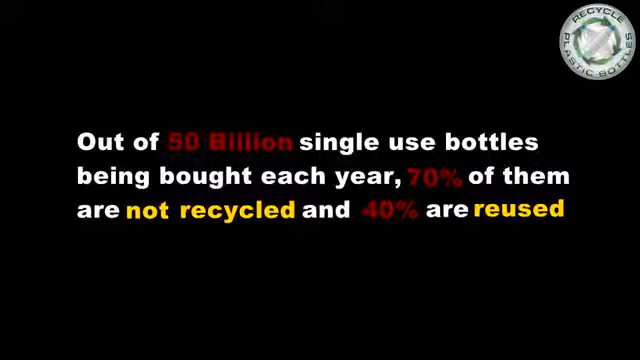 RECYCLE
PLASTIC BOTTLES
Out of 50 Billion single use bottles
being bought each year, 70% of them
are not recycled and 40% are reused